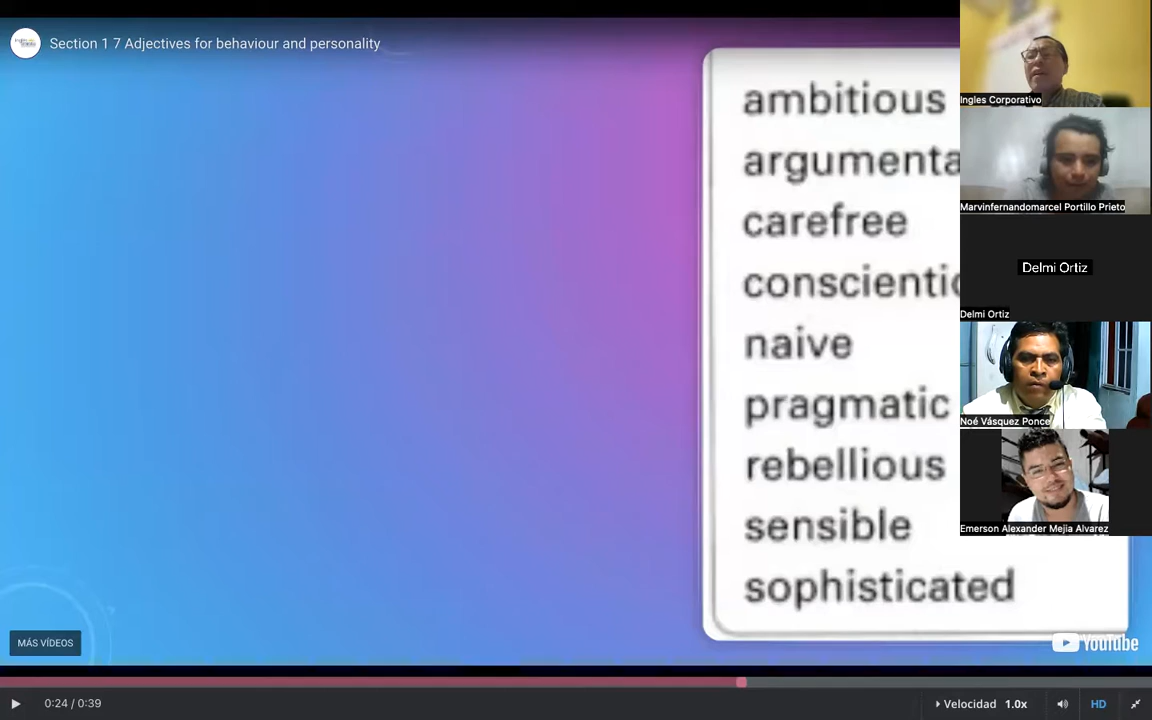 Section 1 7 Adjectives for behaviour and personality
ambitious
argumenta
carefree
conscientic
naive
pragmatic
rebellious
sensible
sophisticated
Ingles Corporativo
Marvinfernandomarcel Portillo Prieto
Delmi Ortiz
Delmi Ortiz
Noé Vásquez Ponce
Emerson Alexander Mejia Alvarez
MÁS VÍDEOS
YouTube
0:24 / 0:39
Velocidad 1.0x
HD